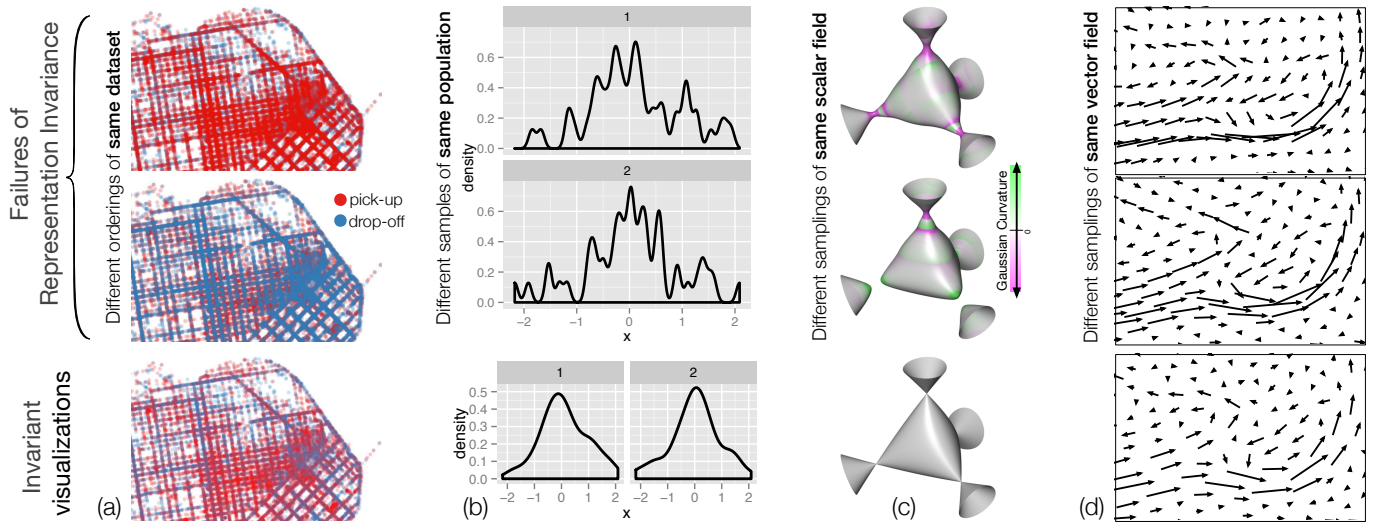 Failures of
Representation Invariance
Invariant
visualizations
Different orderings of same dataset
pick-up
drop-off
(a)
Different samples of same population
1
0.6
0.4
0.2
0.0
density
2
0.6
0.4
0.2
0.0
−2
−1
0
1
2
x
1
2
0.5
0.4
0.3
0.2
0.1
0.0
density
−2
−1
0
1
2
−2
−1
0
1
2
x
(b)
Different samplings of same scalar field
Gaussian Curvature
0
(c)
Different samplings of same vector field
(d)